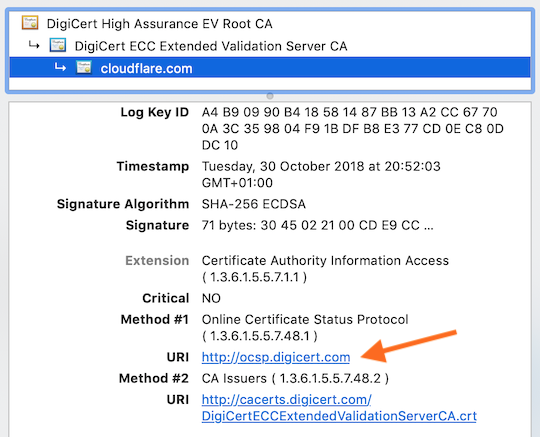 DigiCert High Assurance EV Root CA
DigiCert ECC Extended Validation Server CA
cloudflare.com
Log Key ID A4 B9 09 90 B4 18 58 14 87 BB 13 A2 CC 67 70
0A 3C 35 98 04 F9 1B DF B8 E3 77 CD 0E C8 0D
DC 10
Timestamp Tuesday, 30 October 2018 at 20:52:03
GMT+01:00
Signature Algorithm SHA-256 ECDSA
Signature 71 bytes: 30 45 02 21 00 CD E9 CC ...
Extension Certificate Authority Information Access
( 1.3.6.1.5.5.7.1.1 )
Critical NO
Method #1 Online Certificate Status Protocol
( 1.3.6.1.5.5.7.48.1 )
URI http://ocsp.digicert.com
Method #2 CA Issuers ( 1.3.6.1.5.5.7.48.2 )
URI http://cacerts.digicert.com/
DigiCertECCExtendedValidationServerCA.crt